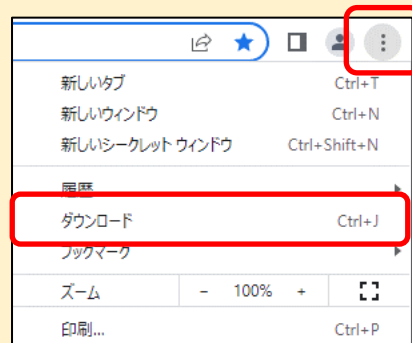 新しいタブ Ctrl+T
新しいウィンドウ Ctrl+N
新しいシークレット ウィンドウ Ctrl+Shift+N
履歴
ダウンロード Ctrl+J
ブックマーク
ズーム - 100% +
印刷... Ctrl+P